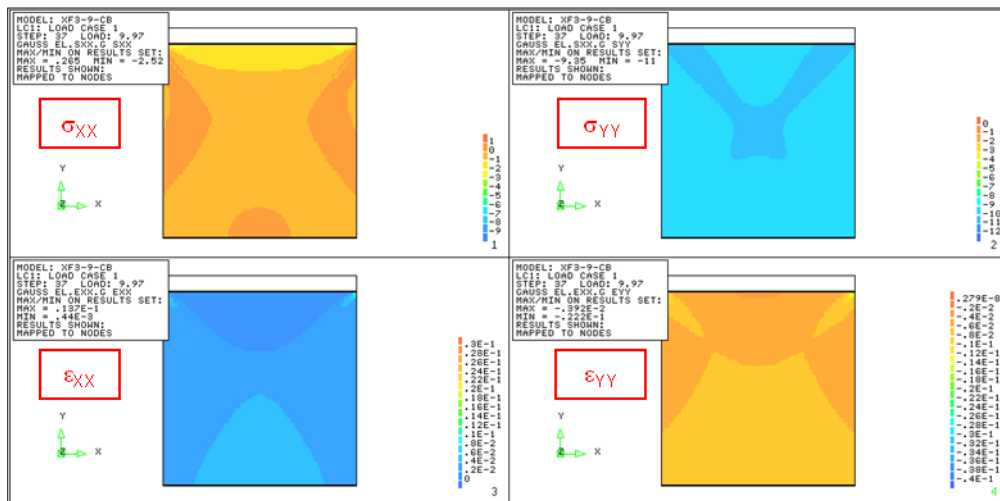 MODEL: XF3-9-CB
LC1: LOAD CASE 1
STEP: 37 LOAD: 9.97
GAUSS EL.SXX.G SXX
MAX/MIN ON RESULTS SET:
MAX = .265 MIN = -2.52
RESULTS SHOWN:
MAPPED TO NODES
σXX
Y
Z X
1
0
-1
-2
-3
-4
-5
-6
-7
-8
-9
1
MODEL: XF3-9-CB
LC1: LOAD CASE 1
STEP: 37 LOAD: 9.97
GAUSS EL.SXX.G SYY
MAX/MIN ON RESULTS SET:
MAX = -9.35 MIN = -11
RESULTS SHOWN:
MAPPED TO NODES
σYY
Y
Z X
0
-1
-2
-3
-4
-5
-6
-7
-8
-9
-10
-11
-12
2
MODEL: XF3-9-CB
LC1: LOAD CASE 1
STEP: 37 LOAD: 9.97
GAUSS EL.EXX.G EXX
MAX/MIN ON RESULTS SET:
MAX = .137E-1
MIN = .44E-3
RESULTS SHOWN:
MAPPED TO NODES
εXX
Y
Z X
.3E-1
.28E-1
.26E-1
.24E-1
.22E-1
.2E-1
.18E-1
.16E-1
.14E-1
.12E-1
.1E-1
.8E-2
.6E-2
.4E-2
.2E-2
0
3
MODEL: XF3-9-CB
LC1: LOAD CASE 1
STEP: 37 LOAD: 9.97
GAUSS EL.EXX.G EYY
MAX/MIN ON RESULTS SET:
MAX = -.392E-2
MIN = -.222E-1
RESULTS SHOWN:
MAPPED TO NODES
εYY
Y
Z X
.279E-8
-.2E-2
-.4E-2
-.6E-2
-.8E-2
-.1E-1
-.12E-1
-.14E-1
-.16E-1
-.18E-1
-.2E-1
-.22E-1
-.24E-1
-.26E-1
-.28E-1
-.3E-1
-.32E-1
-.34E-1
-.36E-1
-.38E-1
-.4E-1
4